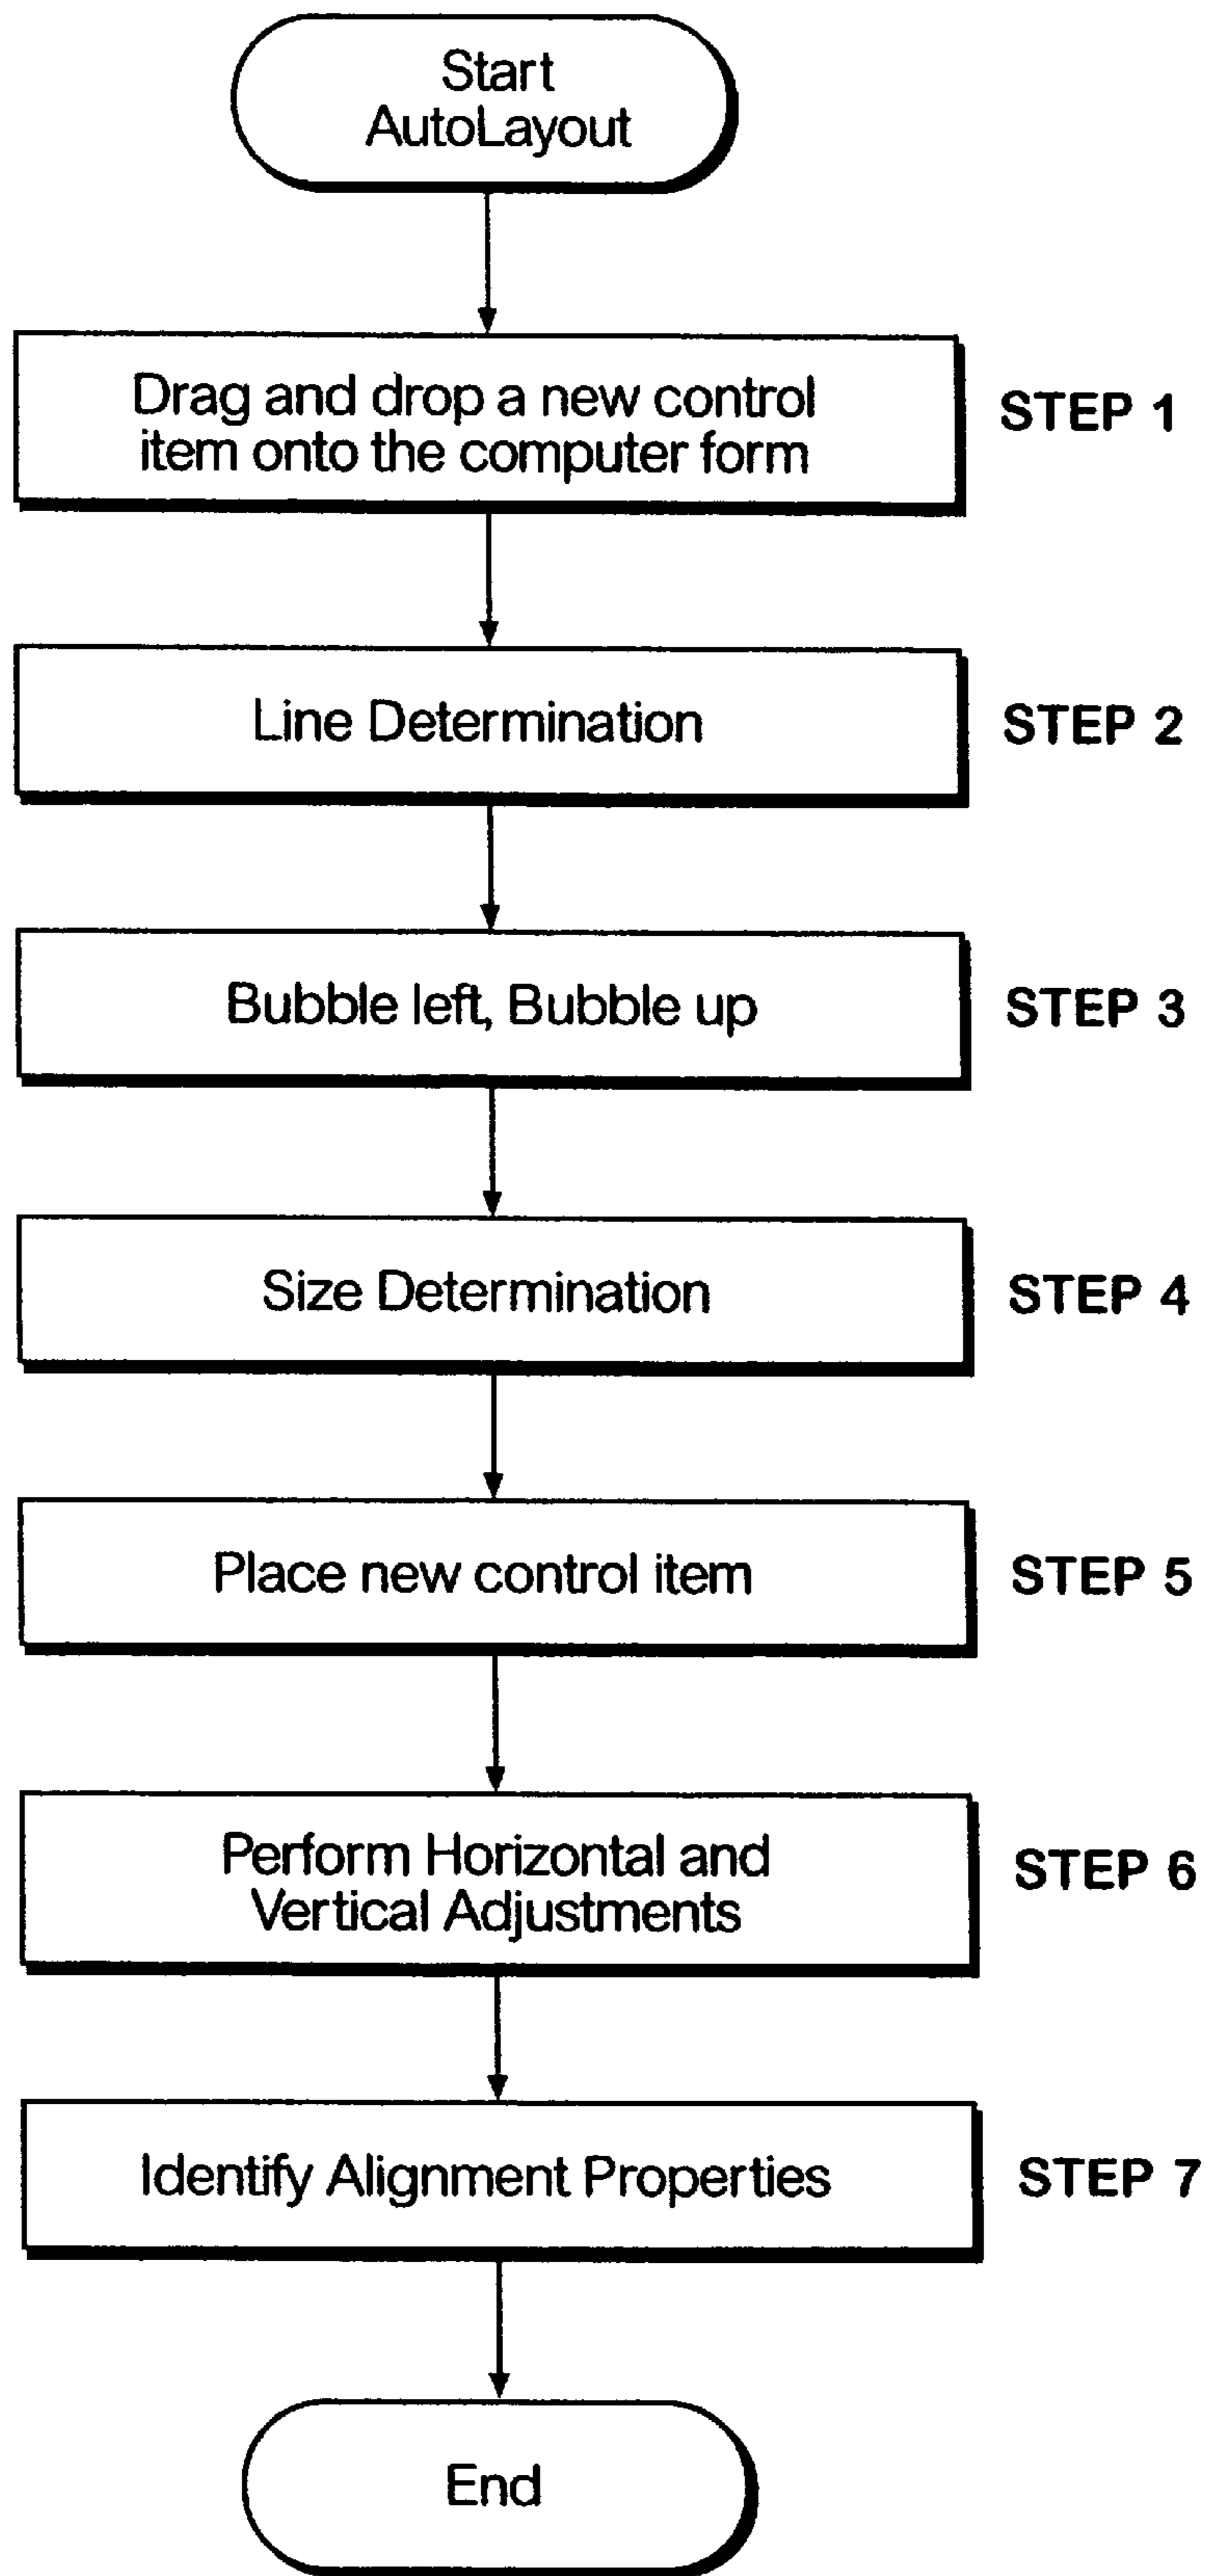 Start
AutoLayout
Drag and drop a new control
item onto the computer form
STEP 1
Line Determination
STEP 2
Bubble left, Bubble up
STEP 3
Size Determination
STEP 4
Place new control item
STEP 5
Perform Horizontal and
Vertical Adjustments
STEP 6
Identify Alignment Properties
STEP 7
End